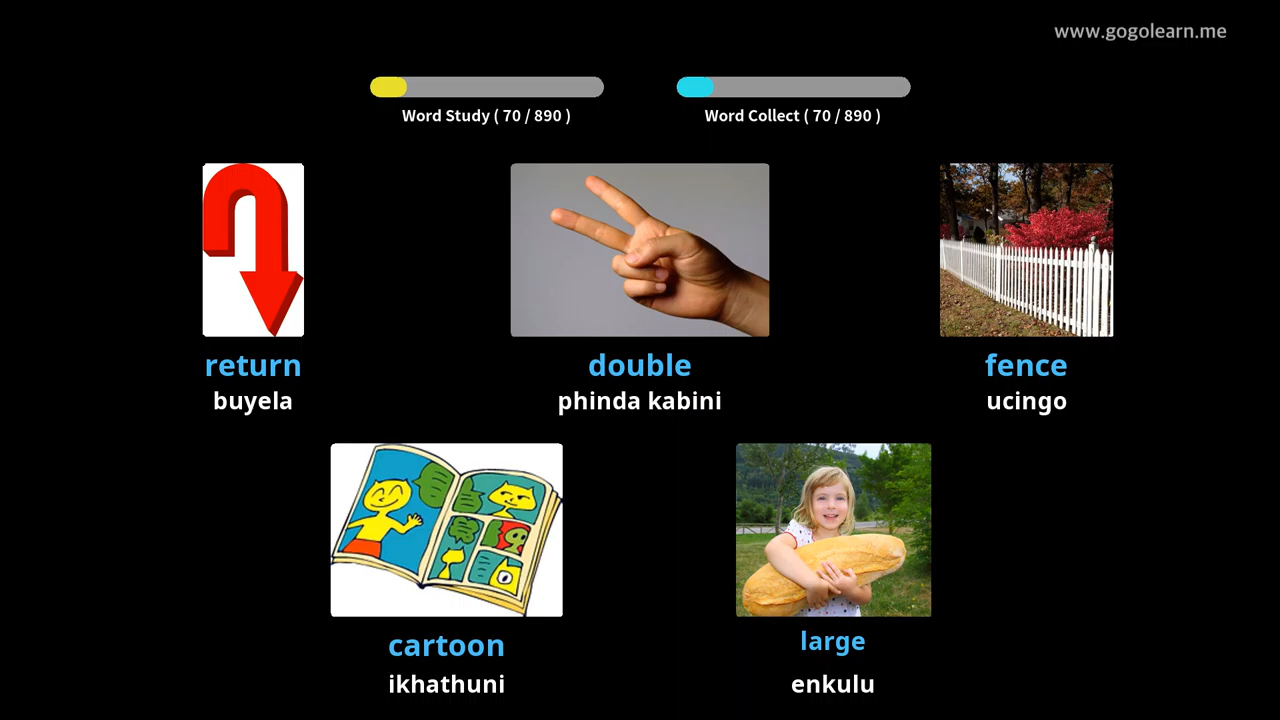 www.gogolearn.me
Word Study ( 70 / 890 )
Word Collect ( 70 / 890 )
return
buyela
double
phinda kabini
fence
ucingo
cartoon
ikhathuni
large
enkulu